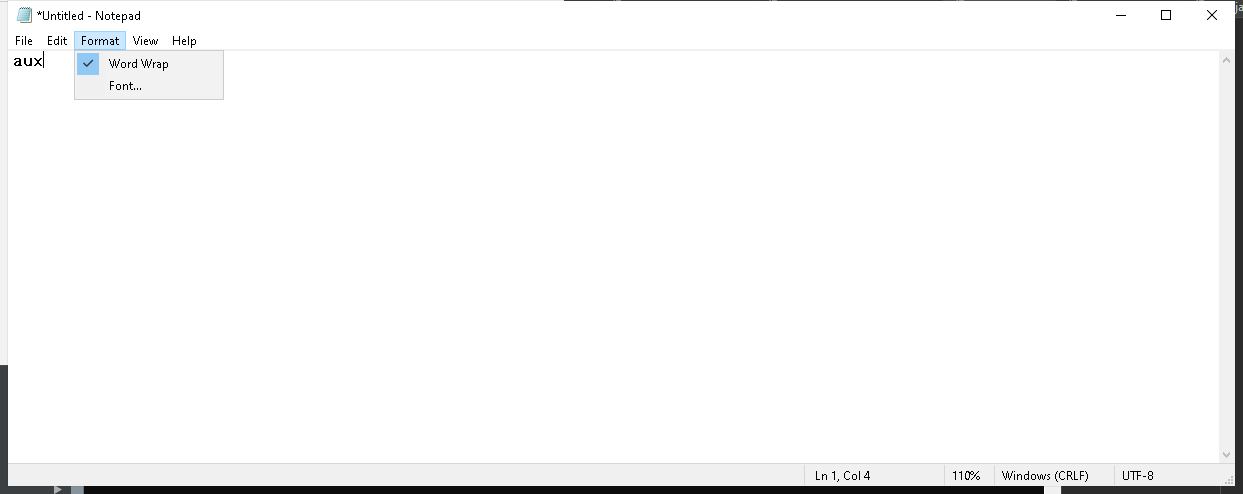 *Untitled - Notepad
File Edit Format View Help
aux
Word Wrap
Font...
Ln 1, Col 4 110% Windows (CRLF) UTF-8